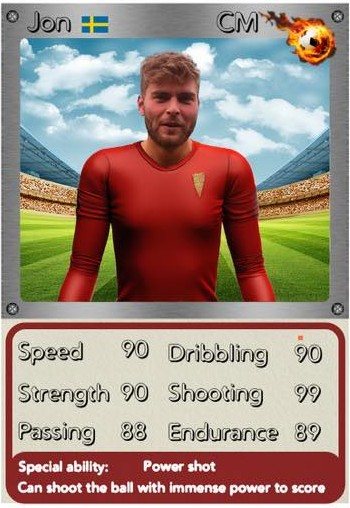 Jon CM
Speed 90 Dribbling 90
Strength 90 Shooting 99
Passing 88 Endurance 89
Special ability: Power shot
Can shoot the ball with immense power to score